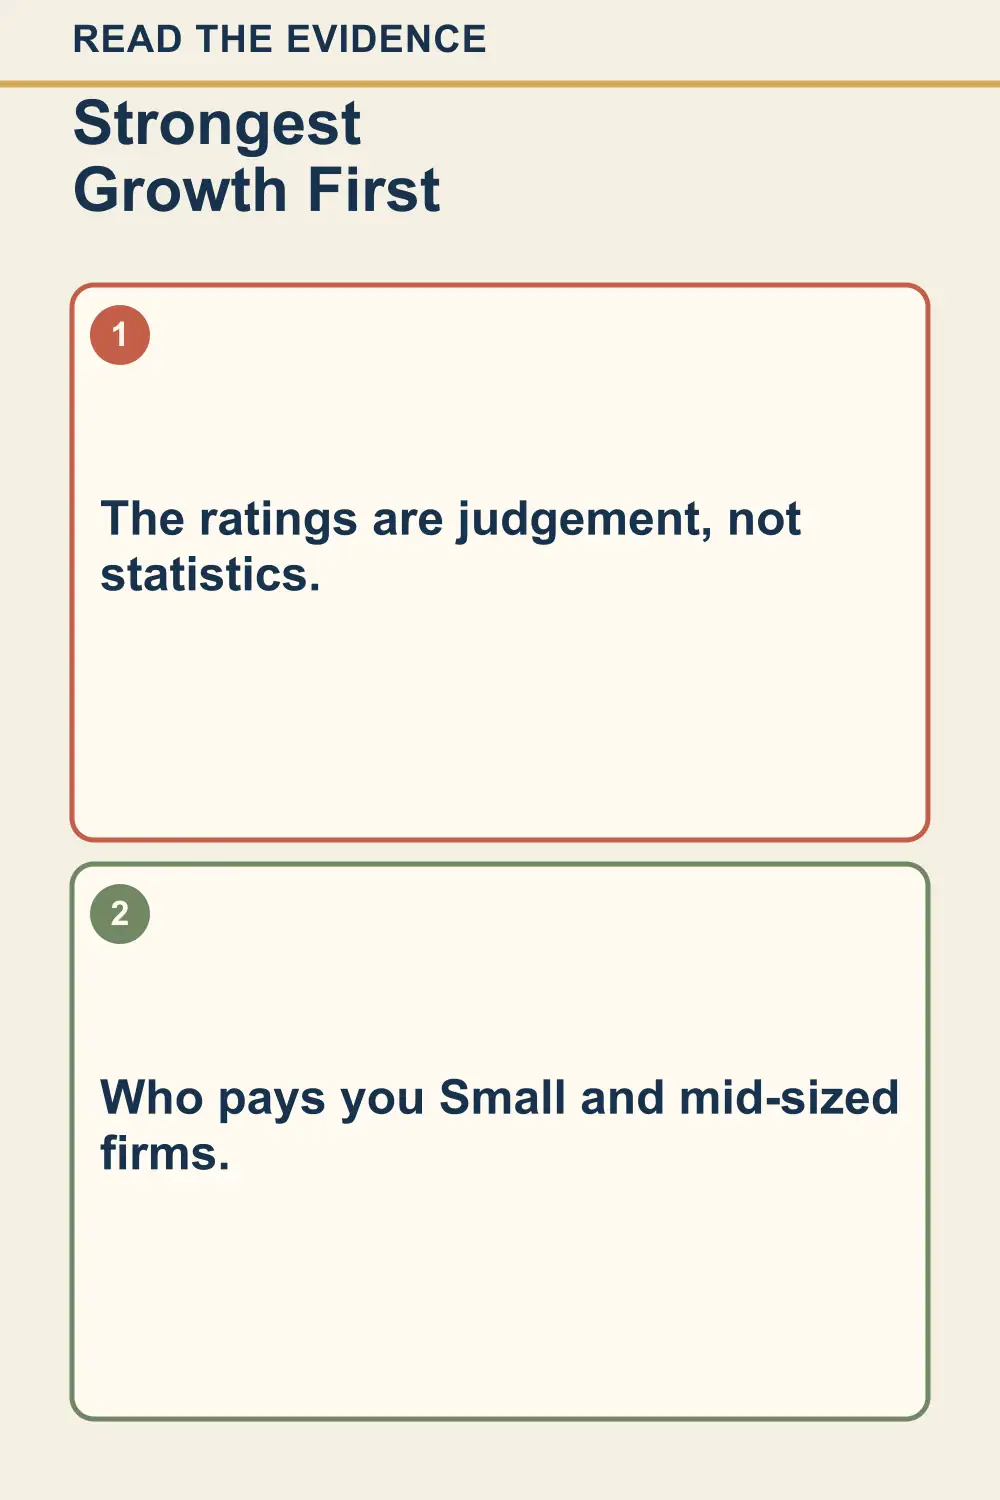 READ THE EVIDENCE
Strongest
Growth First
1
The ratings are judgement, not
statistics.
2
Who pays you Small and mid-sized
firms.